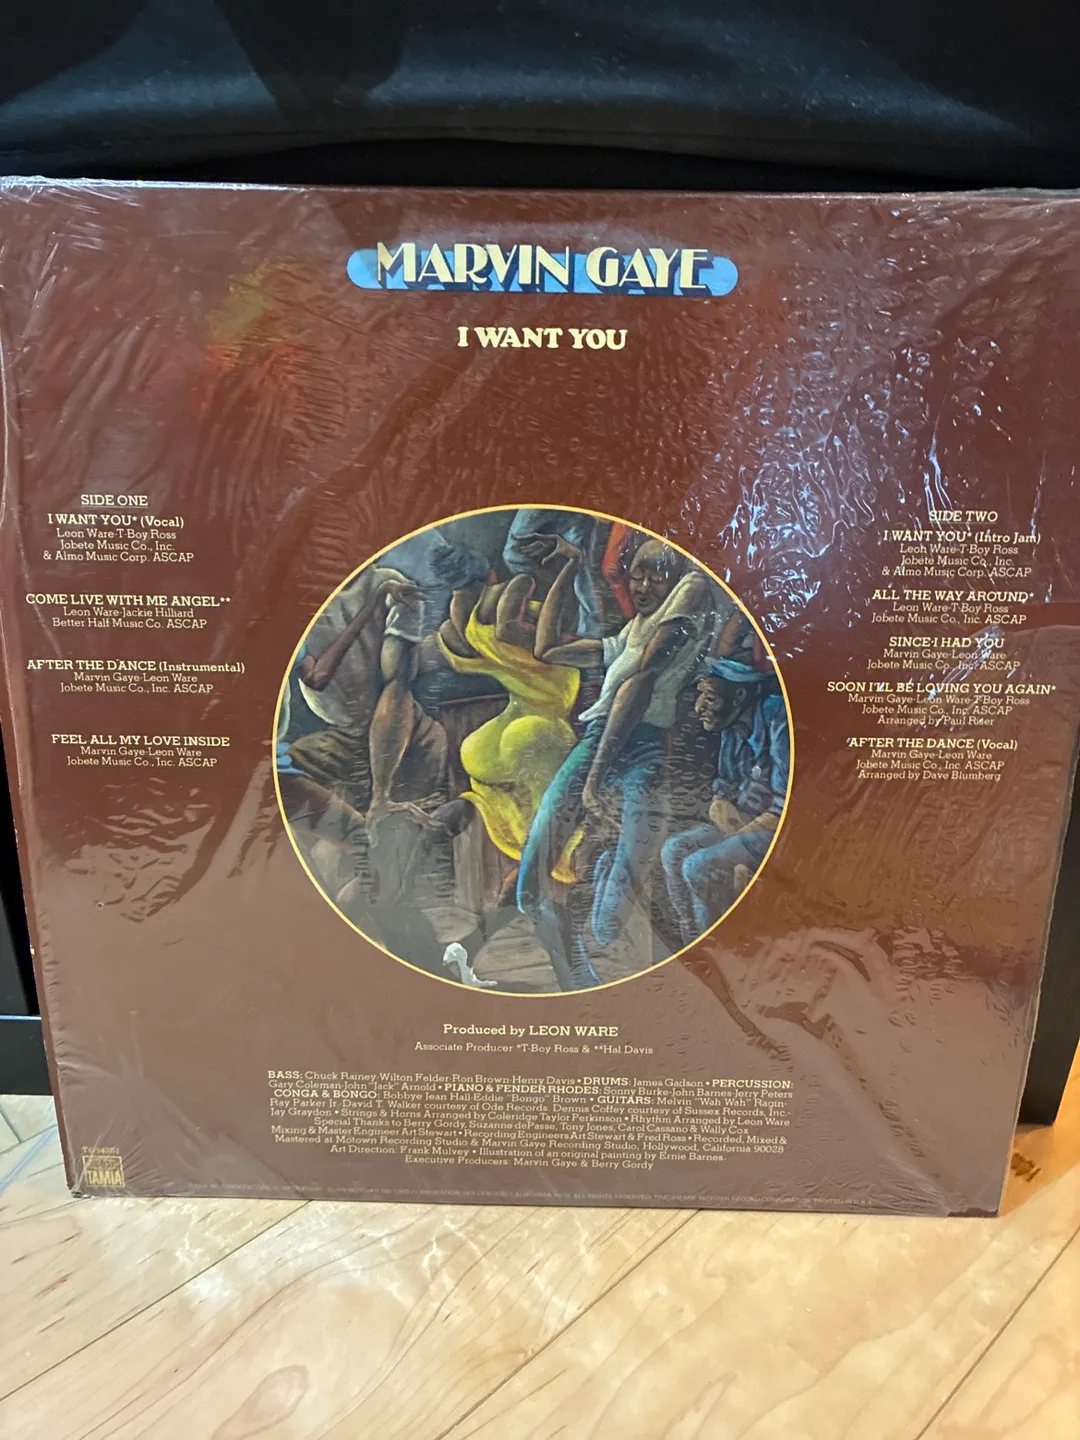 MARVIN GAYE
I WANT YOU
SIDE ONE
I WANT YOU* (Vocal)
Leon Ware-T-Boy Ross
Jobete Music Co., Inc.
& Almo Music Corp. ASCAP
COME LIVE WITH ME ANGEL**
Leon Ware-Jackie Hilliard
Better Half Music Co. ASCAP
AFTER THE DANCE (Instrumental)
Marvin Gaye-Leon Ware
Jobete Music Co., Inc. ASCAP
FEEL ALL MY LOVE INSIDE
Marvin Gaye-Leon Ware
Jobete Music Co., Inc. ASCAP
SIDE TWO
I WANT YOU* (Intro Jam)
Leon Ware-T-Boy Ross
Jobete Music Co., Inc.
& Almo Music Corp. ASCAP
ALL THE WAY AROUND*
Leon Ware-T-Boy Ross
Jobete Music Co., Inc. ASCAP
SINCE I HAD YOU
Marvin Gaye-Leon Ware
Jobete Music Co., Inc. ASCAP
SOON I'LL BE LOVING YOU AGAIN*
Marvin Gaye-Leon Ware-T-Boy Ross
Jobete Music Co., Inc. ASCAP
Arranged by Paul Riser
*AFTER THE DANCE (Vocal)
Marvin Gaye-Leon Ware
Jobete Music Co., Inc. ASCAP
Arranged by Dave Blumberg
Produced by LEON WARE
Associate Producer *T-Boy Ross & **Hal Davis
BASS: Chuck Rainey-Wilton Felder-Ron Brown-Henry Davis • DRUMS: James Gadson • PERCUSSION:
Gary Coleman-John "Jack" Arnold • PIANO & FENDER RHODES: Sonny Burke-John Barnes-Jerry Peters
CONGA & BONGO: Bobbye Jean Hall-Eddie "Bongo" Brown • GUITARS: Melvin "Wah Wah" Ragin-
Ray Parker Jr.-David T. Walker courtesy of Ode Records. Dennis Coffey courtesy of Sussex Records, Inc.-
Jay Graydon • Strings & Horns Arranged by Coleridge Taylor Perkinson • Rhythm Arranged by Leon Ware
Special Thanks to Berry Gordy, Suzanne dePasse, Tony Jones, Carol Cassano & Wally Cox
Mixing & Master Engineer Art Stewart • Recording Engineers Art Stewart & Fred Ross • Recorded, Mixed &
Mastered at Motown Recording Studio & Marvin Gaye Recording Studio, Hollywood, California 90028
Art Direction: Frank Mulvey • Illustration of an original painting by Ernie Barnes.
Executive Producers: Marvin Gaye & Berry Gordy
TAMLA